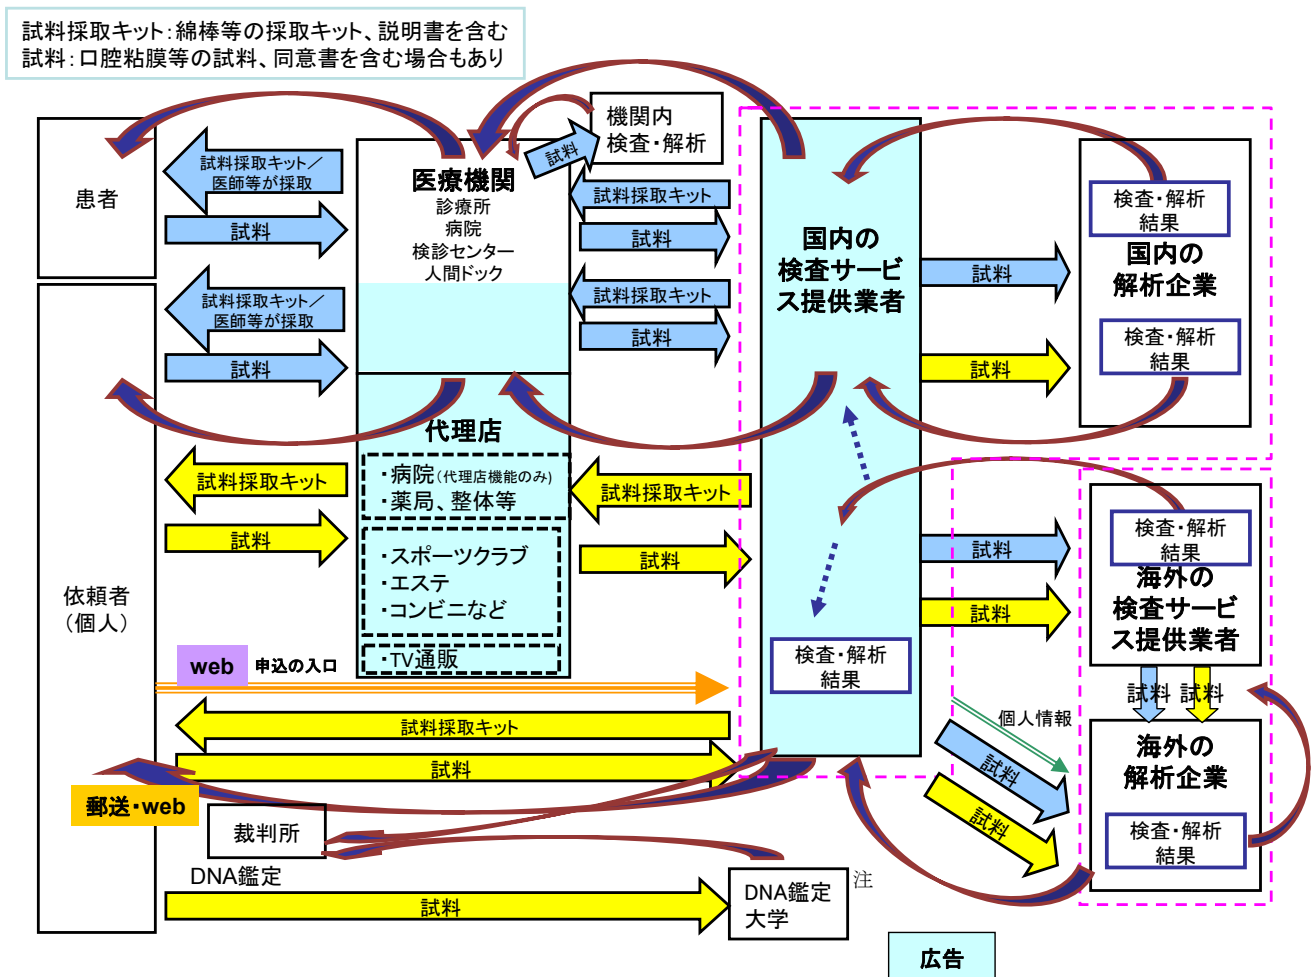 試料採取キット：綿棒等の採取キット、説明書を含む
試料：口腔粘膜等の試料、同意書を含む場合もあり
患者
試料採取キット／
医師等が採取
試料
試料採取キット／
医師等が採取
試料
依頼者
（個人）
試料採取キット
試料
医療機関
診療所
病院
検診センター
人間ドック
試料
機関内
検査・解析
試料採取キット
試料
試料採取キット
試料
代理店
・病院（代理店機能のみ）
・薬局、整体等
・スポーツクラブ
・エステ
・コンビニなど
・TV通販
試料採取キット
試料
国内の
検査サービ
ス提供業者
検査・解析
結果
試料
試料
検査・解析
結果
国内の
解析企業
検査・解析
結果
試料
試料
検査・解析
結果
海外の
検査サービ
ス提供業者
試料
試料
個人情報
試料
試料
海外の
解析企業
検査・解析
結果
web
申込の入口
試料採取キット
試料
郵送・web
裁判所
DNA鑑定
試料
DNA鑑定
大学
注
広告